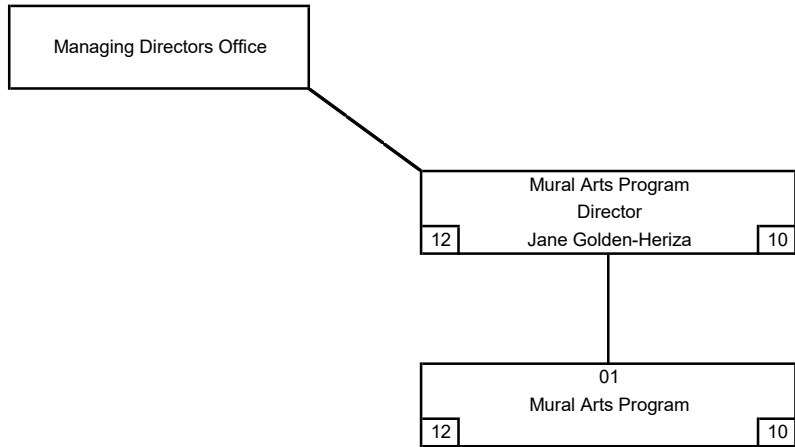 Managing Directors Office
Mural Arts Program
Director
12 Jane Golden-Heriza 10
01
Mural Arts Program
12 10